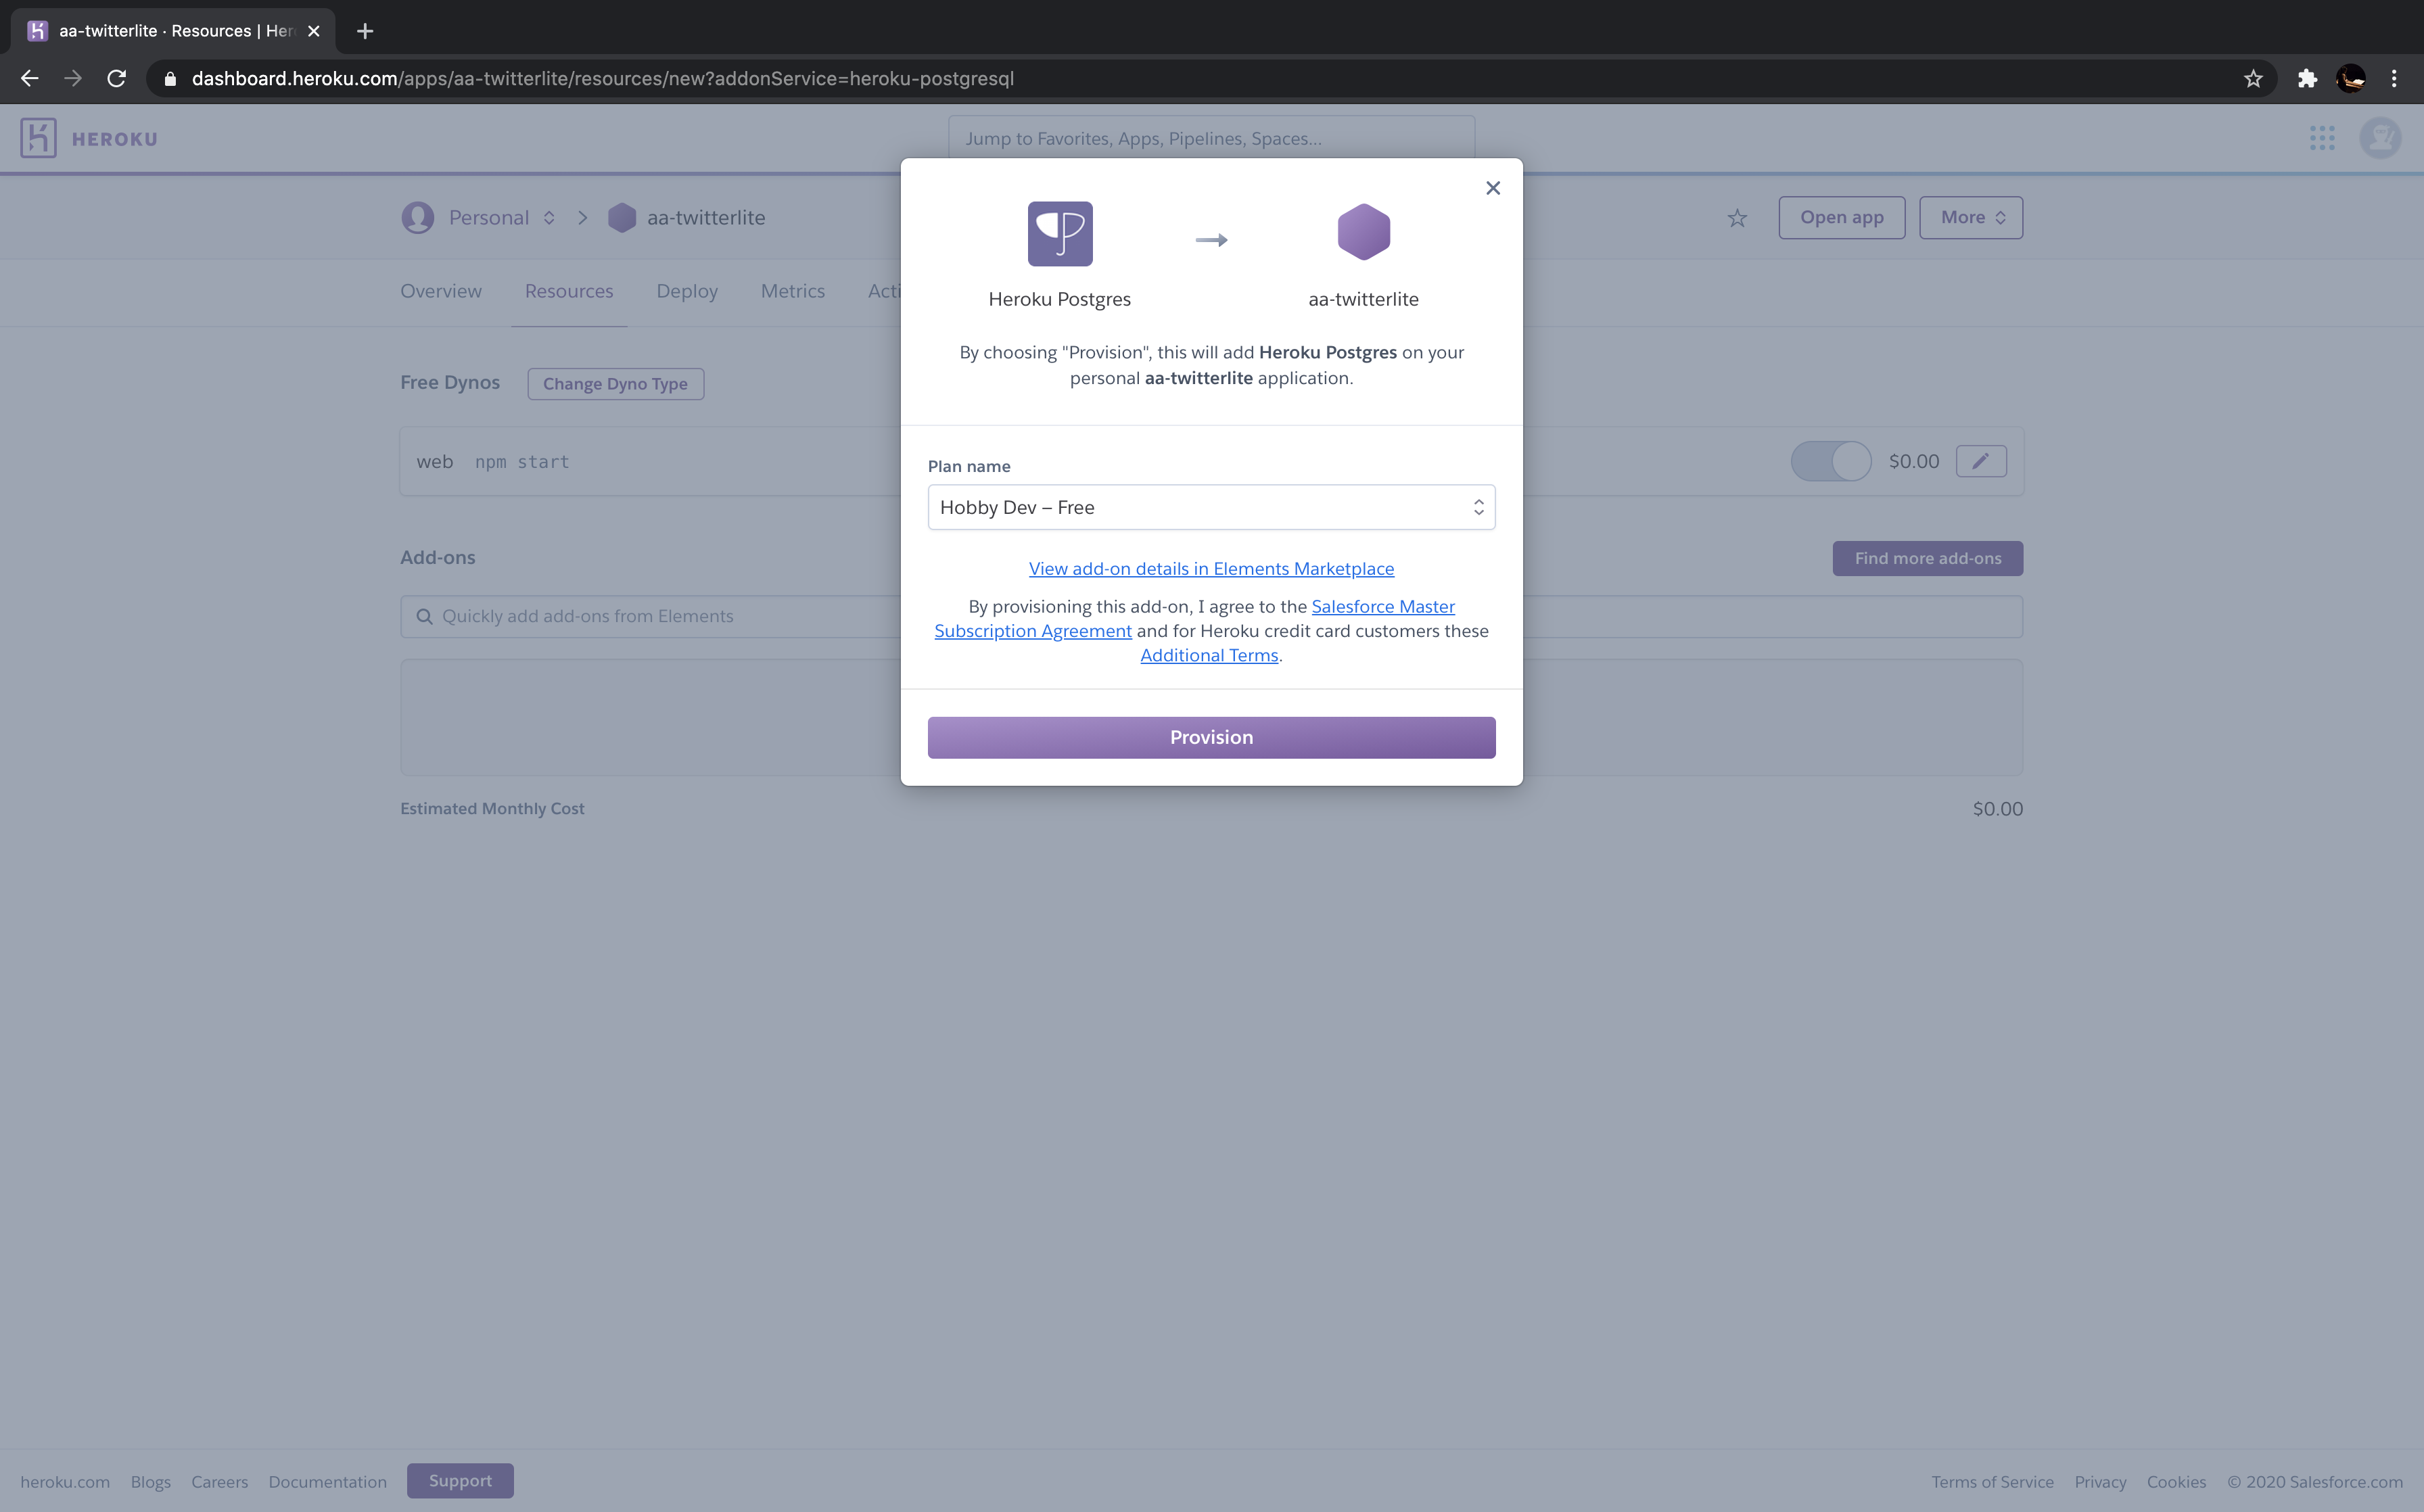 aa-twitterlite · Resources | Her
dashboard.heroku.com/apps/aa-twitterlite/resources/new?addonService=heroku-postgresql
HEROKU
Jump to Favorites, Apps, Pipelines, Spaces...
Personal
aa-twitterlite
Open app
More
Overview
Resources
Deploy
Metrics
Acti
Free Dynos
Change Dyno Type
web npm start
$0.00
Add-ons
Find more add-ons
Quickly add add-ons from Elements
Estimated Monthly Cost
$0.00
Heroku Postgres
aa-twitterlite
By choosing "Provision", this will add Heroku Postgres on your
personal aa-twitterlite application.
Plan name
Hobby Dev – Free
View add-on details in Elements Marketplace
By provisioning this add-on, I agree to the Salesforce Master
Subscription Agreement and for Heroku credit card customers these
Additional Terms.
Provision
heroku.com
Blogs
Careers
Documentation
Support
Terms of Service
Privacy
Cookies
© 2020 Salesforce.com